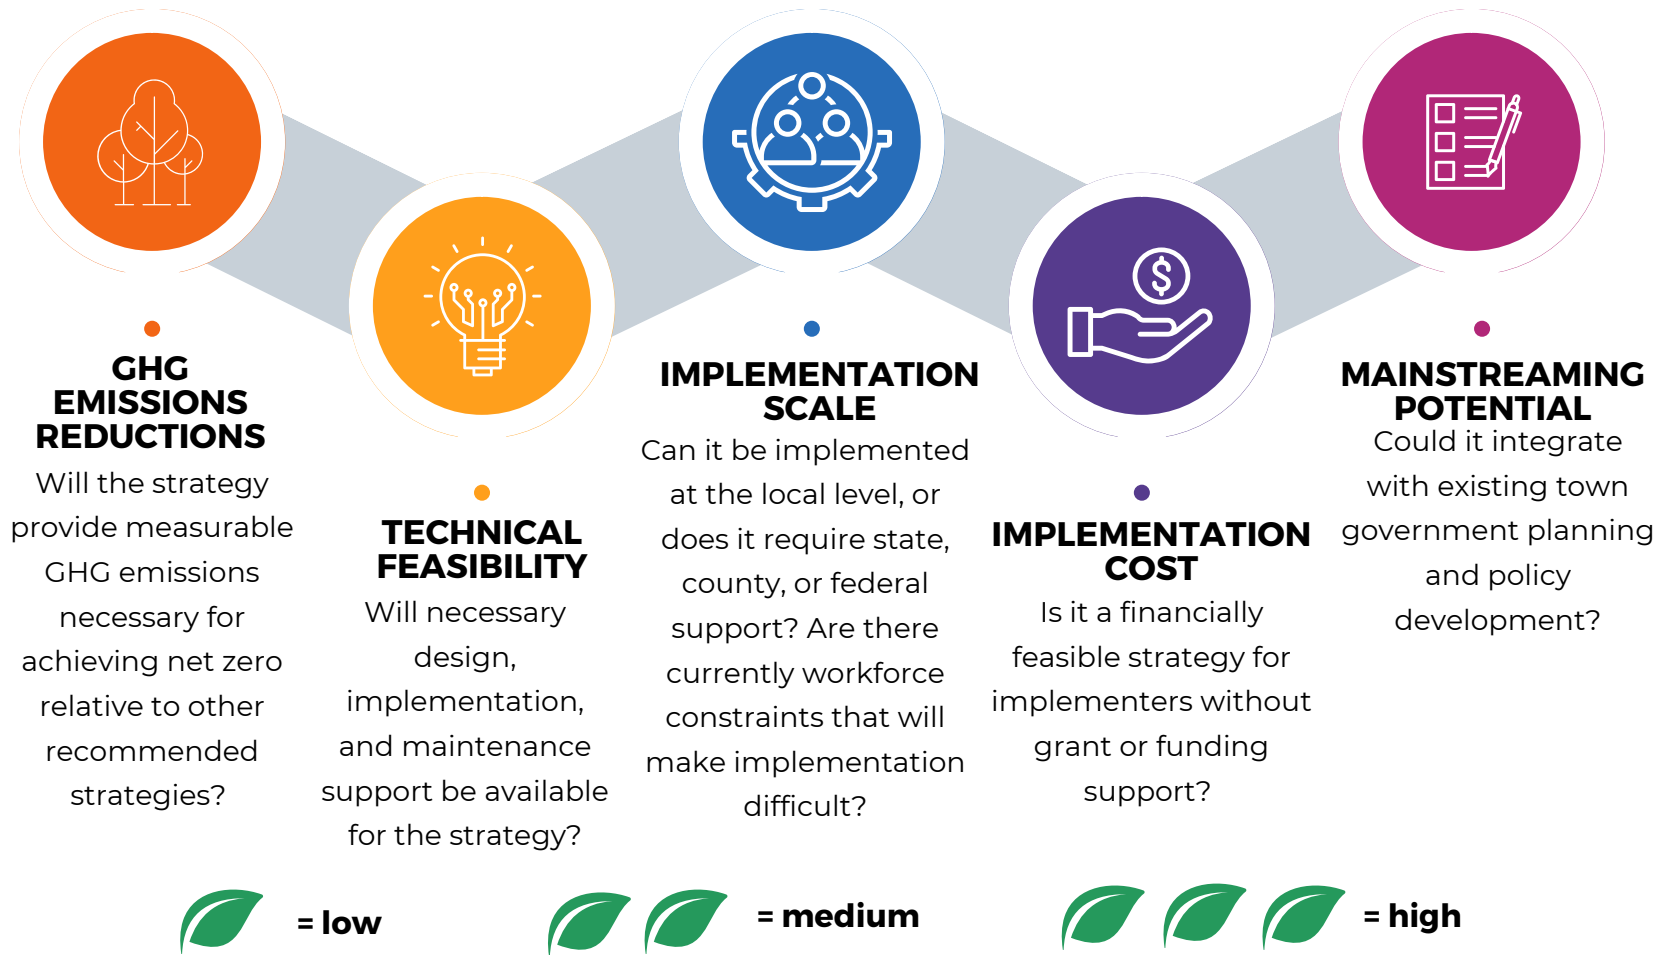 GHG
EMISSIONS
REDUCTIONS
Will the strategy
provide measurable
GHG emissions
necessary for
achieving net zero
relative to other
recommended
strategies?
TECHNICAL
FEASIBILITY
Will necessary
design,
implementation,
and maintenance
support be available
for the strategy?
IMPLEMENTATION
SCALE
Can it be implemented
at the local level, or
does it require state,
county, or federal
support? Are there
currently workforce
constraints that will
make implementation
difficult?
IMPLEMENTATION
COST
Is it a financially
feasible strategy for
implementers without
grant or funding
support?
MAINSTREAMING
POTENTIAL
Could it integrate
with existing town
government planning
and policy
development?
$
= low
= medium
= high